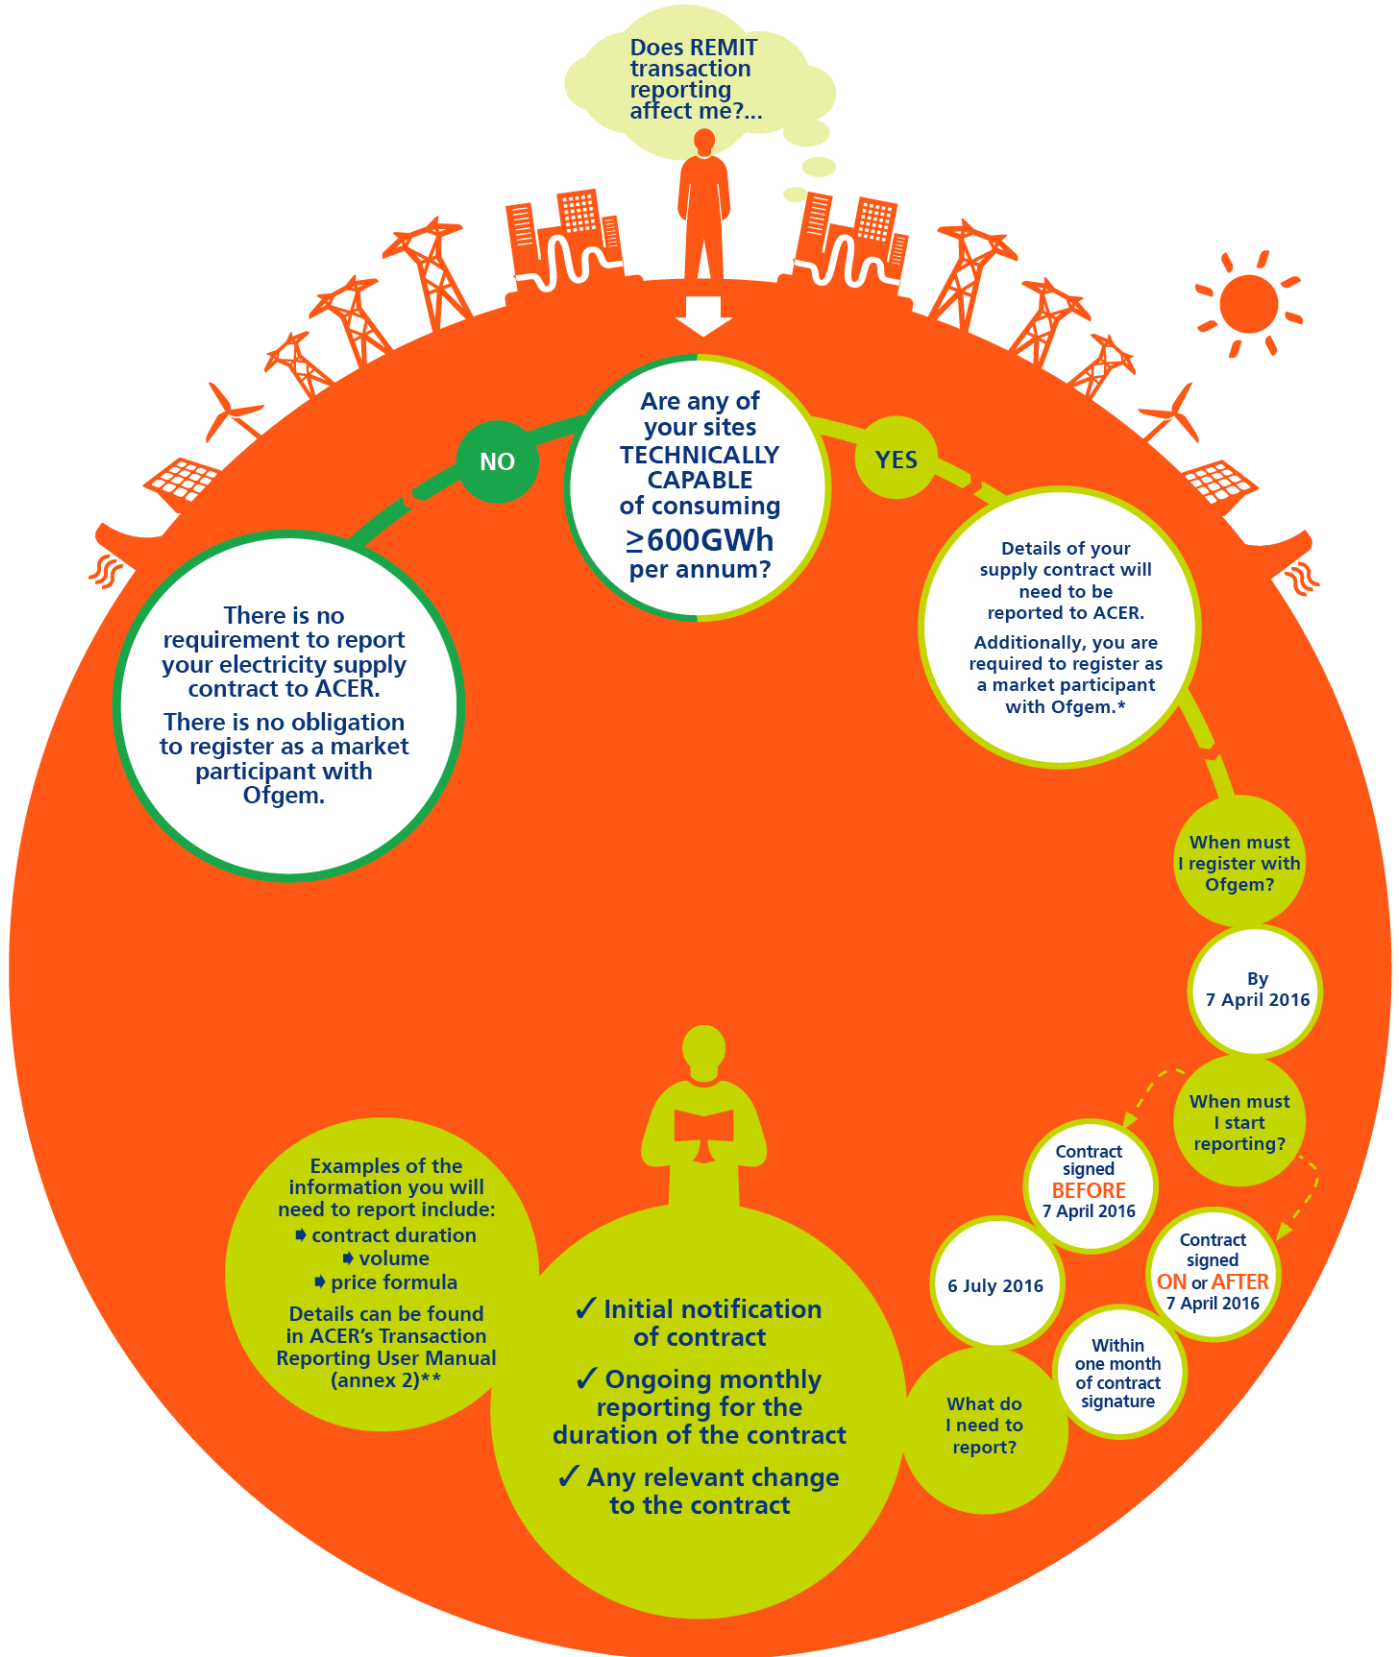 Does REMIT
transaction
reporting
affect me?...
Are any of
your sites
TECHNICALLY
CAPABLE
of consuming
≥600GWh
per annum?
NO
There is no
requirement to report
your electricity supply
contract to ACER.
There is no obligation
to register as a market
participant with
Ofgem.
YES
Details of your
supply contract will
need to be
reported to ACER.
Additionally, you are
required to register as
a market participant
with Ofgem.*
When must
I register with
Ofgem?
By
7 April 2016
When must
I start
reporting?
Contract
signed
BEFORE
7 April 2016
6 July 2016
Contract
signed
ON or AFTER
7 April 2016
Within
one month
of contract
signature
What do
I need to
report?
✓ Initial notification
of contract
✓ Ongoing monthly
reporting for the
duration of the contract
✓ Any relevant change
to the contract
Examples of the
information you will
need to report include:
➡ contract duration
➡ volume
➡ price formula
Details can be found
in ACER’s Transaction
Reporting User Manual
(annex 2)**